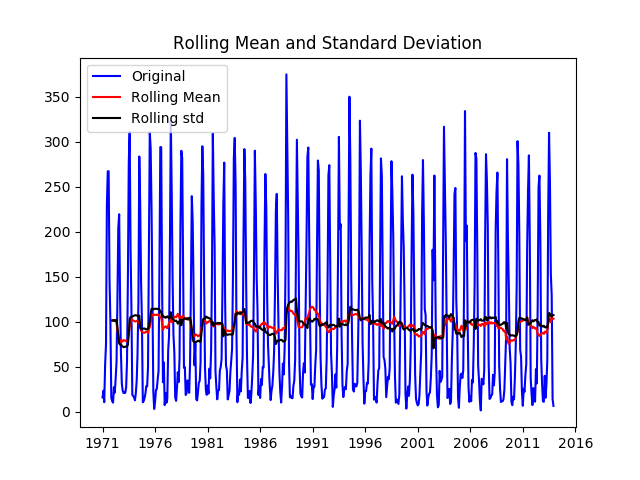 Rolling Mean and Standard Deviation
Original
Rolling Mean
Rolling std
350
300
250
200
150
100
50
0
1971 1976 1981 1986 1991 1996 2001 2006 2011 2016